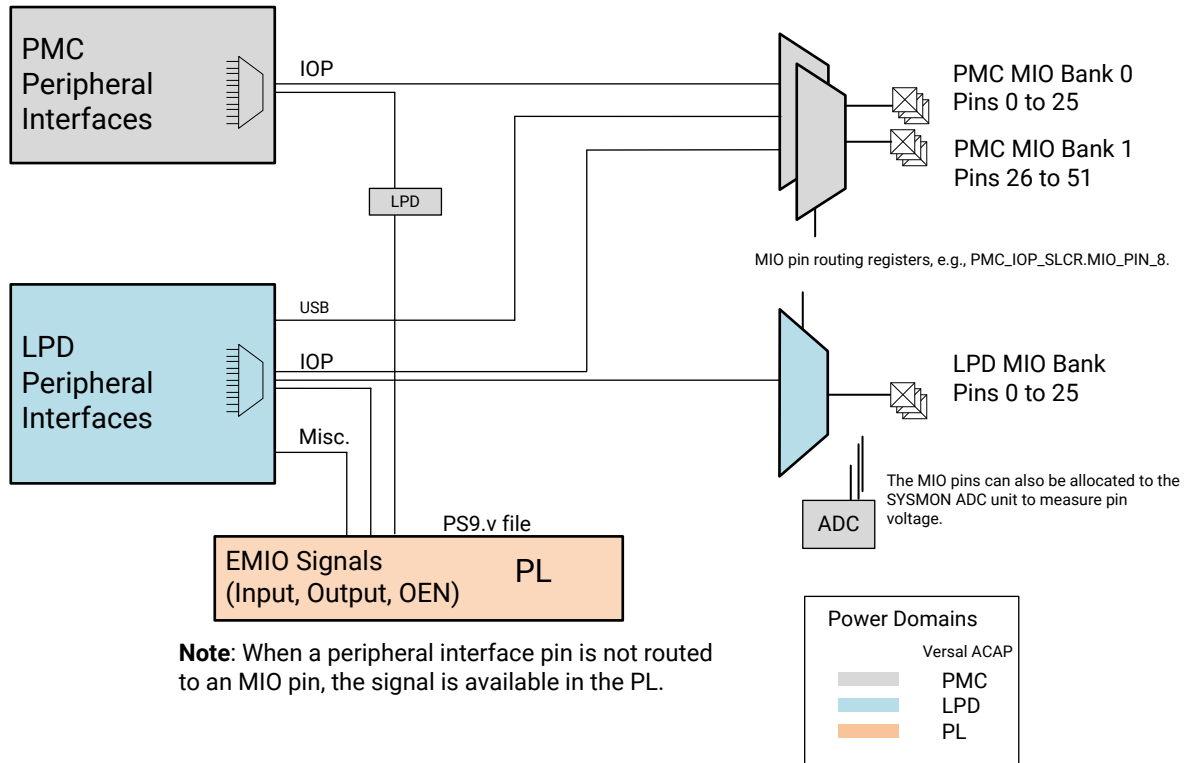 PMC
Peripheral
Interfaces
IOP
PMC MIO Bank 0
Pins 0 to 25
PMC MIO Bank 1
Pins 26 to 51
LPD
MIO pin routing registers, e.g., PMC_IOP_SLCR.MIO_PIN_8.
LPD
Peripheral
Interfaces
USB
IOP
Misc.
LPD MIO Bank
Pins 0 to 25
The MIO pins can also be allocated to the
SYSMON ADC unit to measure pin
voltage.
ADC
PS9.v file
EMIO Signals
(Input, Output, OEN)
PL
Note: When a peripheral interface pin is not routed
to an MIO pin, the signal is available in the PL.
Power Domains
Versal ACAP
PMC
LPD
PL